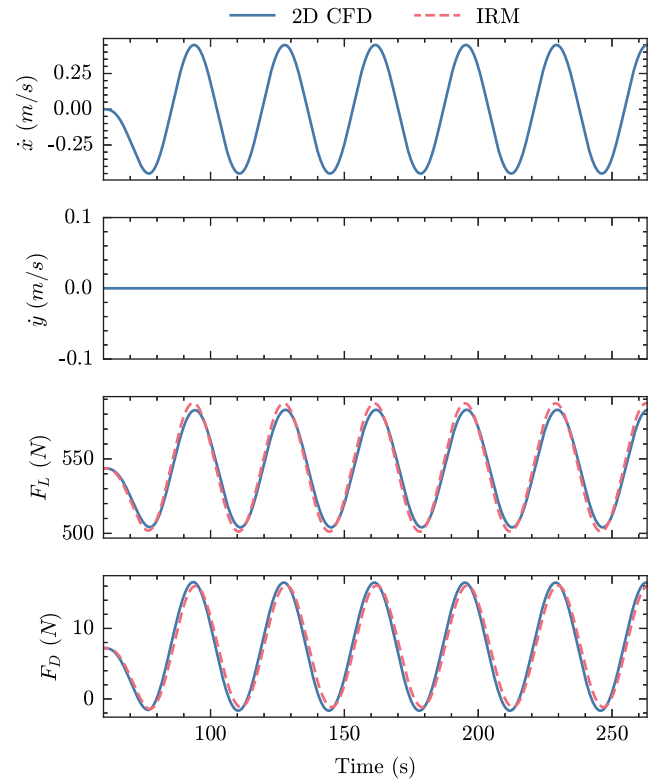 2D CFD IRM
0.25
0.00
-0.25
ẋ (m/s)
0.1
0.0
-0.1
ẏ (m/s)
550
500
F_L (N)
10
0
F_D (N)
100 150 200 250
Time (s)